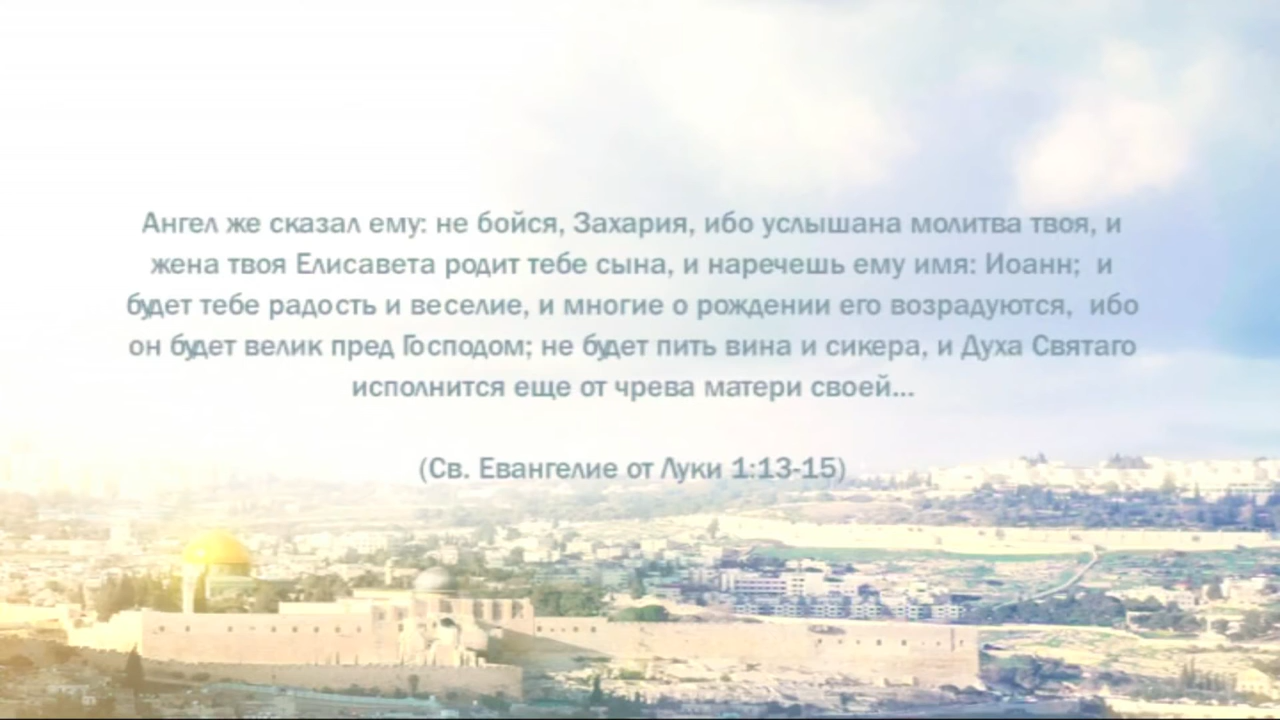 Ангел же сказал ему: не бойся, Захария, ибо услышана молитва твоя, и
жена твоя Елисавета родит тебе сына, и наречешь ему имя: Иоанн;  и
будет тебе радость и веселие, и многие о рождении его возрадуются,  ибо
он будет велик пред Господом; не будет пить вина и сикера, и Духа Святаго
исполнится еще от чрева матери своей...
(Св. Евангелие от Луки 1:13-15)